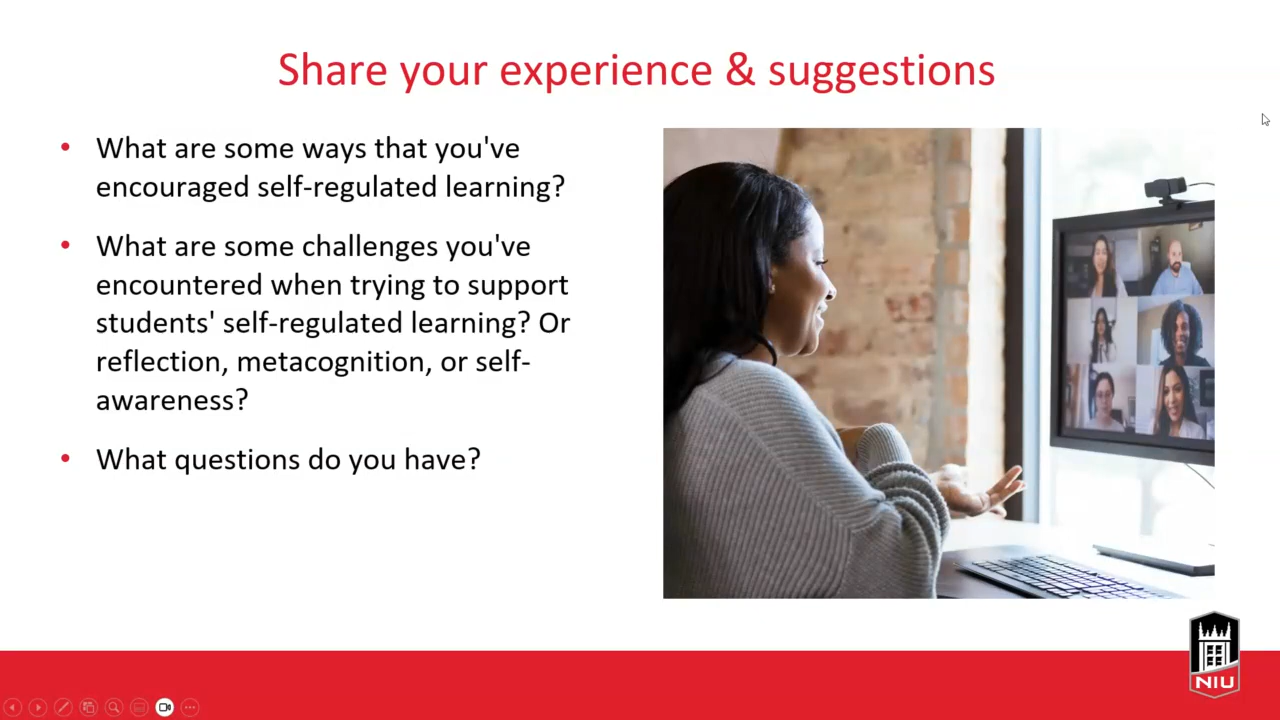 Share your experience & suggestions
• What are some ways that you've
encouraged self-regulated learning?
• What are some challenges you've
encountered when trying to support
students' self-regulated learning? Or
reflection, metacognition, or self-
awareness?
• What questions do you have?
NIU